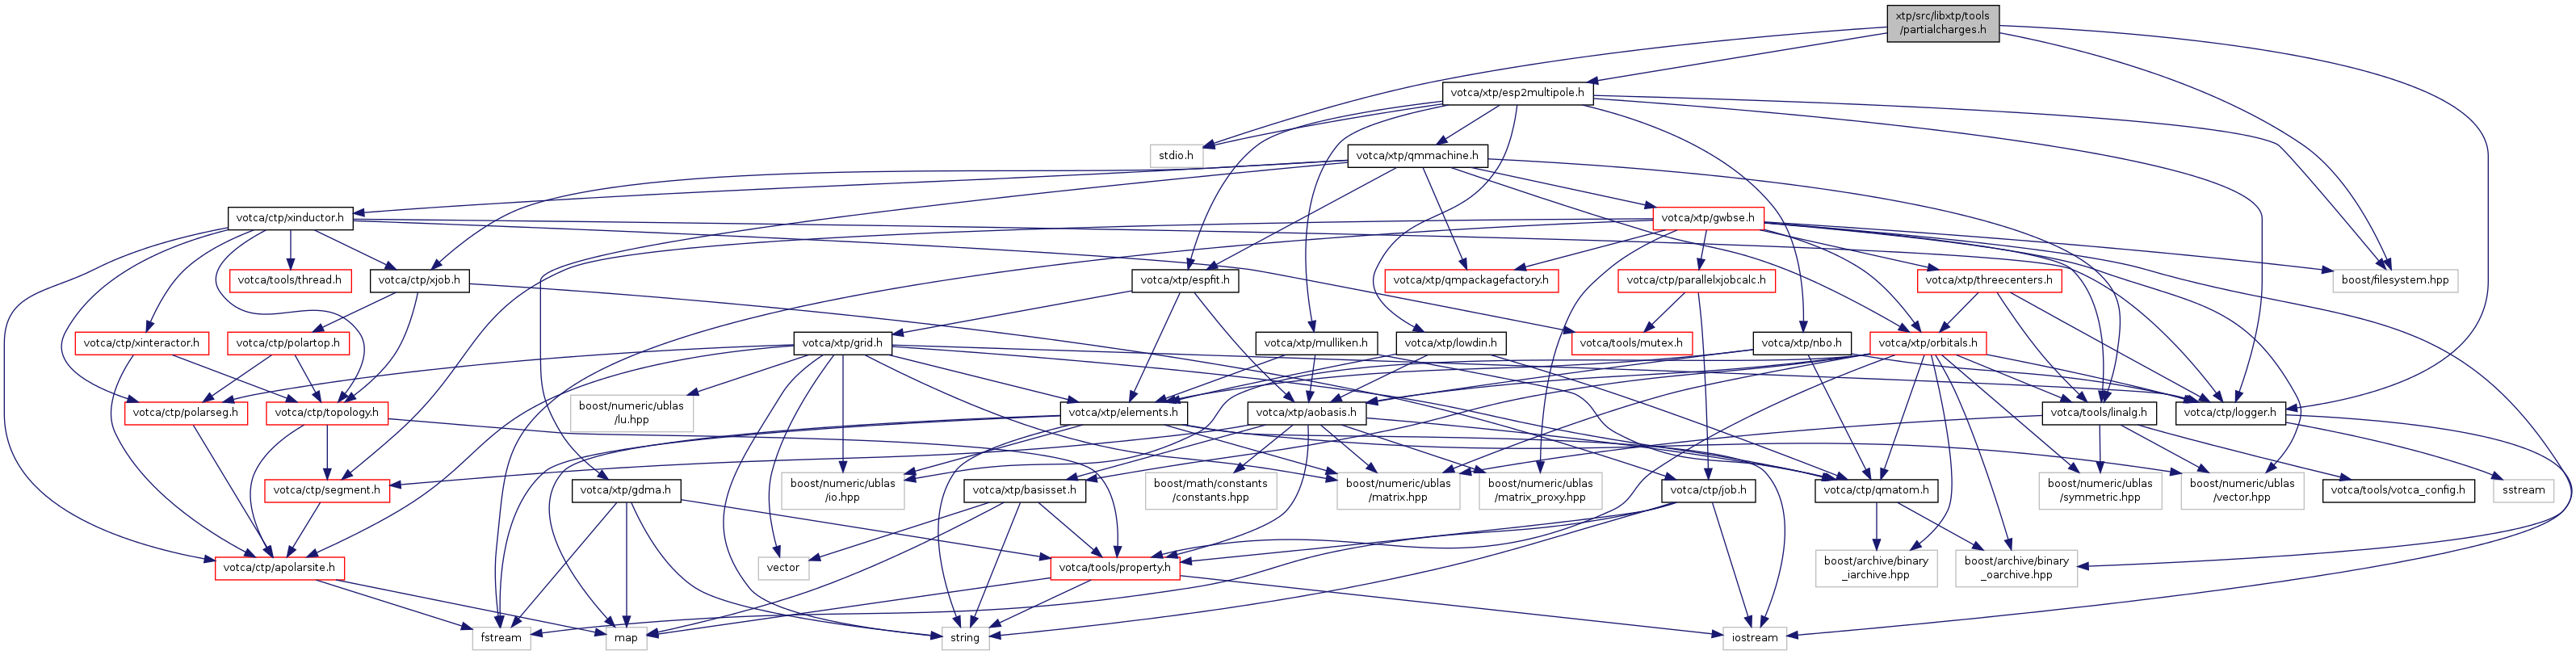 xtp/src/libxtp/tools
/partialcharges.h
votca/xtp/esp2multipole.h
stdio.h
votca/xtp/qmmachine.h
votca/ctp/xinductor.h
votca/xtp/gwbse.h
votca/tools/thread.h
votca/ctp/xjob.h
votca/xtp/espfit.h
votca/xtp/qmpackagefactory.h
votca/ctp/parallelxjobcalc.h
votca/xtp/threecenters.h
boost/filesystem.hpp
votca/ctp/xinteractor.h
votca/ctp/polartop.h
votca/xtp/grid.h
votca/xtp/mulliken.h
votca/xtp/lowdin.h
votca/tools/mutex.h
votca/xtp/nbo.h
votca/xtp/orbitals.h
votca/ctp/polarseg.h
votca/ctp/topology.h
boost/numeric/ublas
/lu.hpp
votca/xtp/elements.h
votca/xtp/aobasis.h
votca/tools/linalg.h
votca/ctp/logger.h
votca/ctp/segment.h
votca/xtp/gdma.h
boost/numeric/ublas
/io.hpp
votca/xtp/basisset.h
boost/math/constants
/constants.hpp
boost/numeric/ublas
/matrix.hpp
boost/numeric/ublas
/matrix_proxy.hpp
votca/ctp/job.h
votca/ctp/qmatom.h
boost/numeric/ublas
/symmetric.hpp
boost/numeric/ublas
/vector.hpp
votca/tools/votca_config.h
sstream
votca/ctp/apolarsite.h
vector
votca/tools/property.h
boost/archive/binary
_iarchive.hpp
boost/archive/binary
_oarchive.hpp
fstream
map
string
iostream